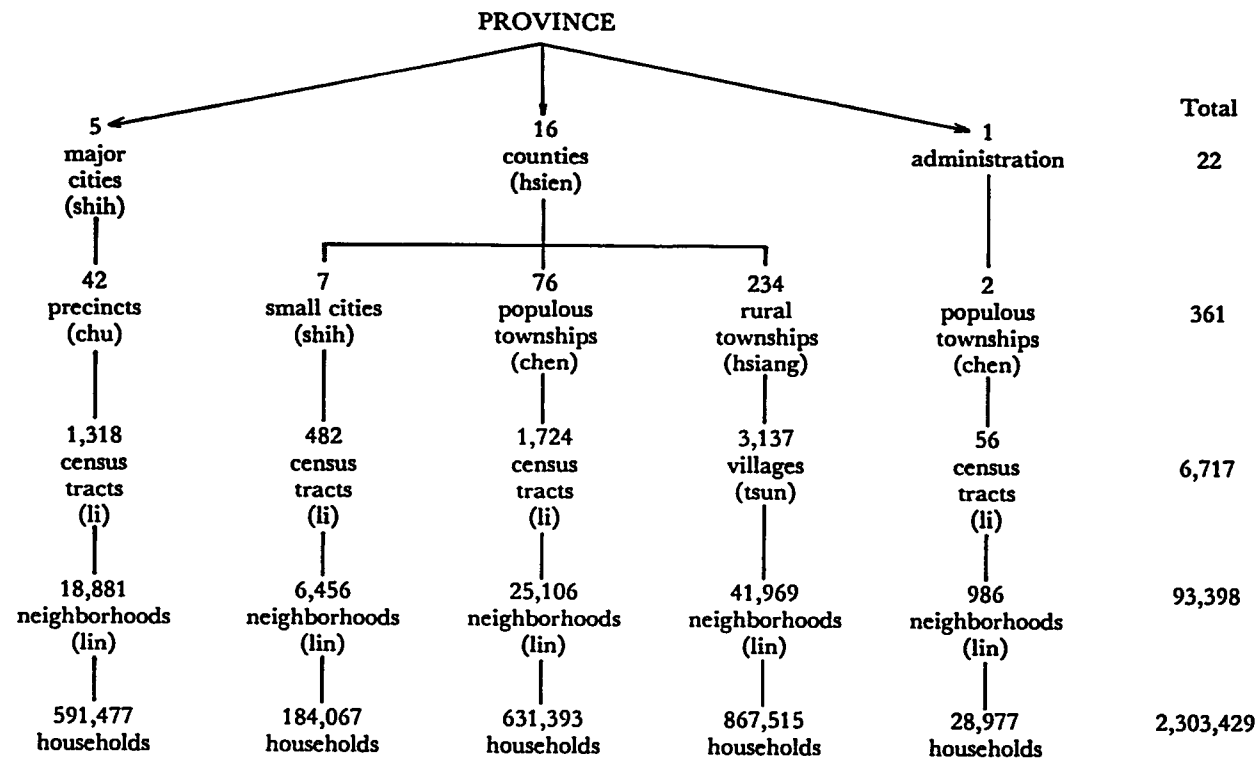 PROVINCE
Total
5
major
cities
(shih)
16
counties
(hsien)
1
administration
22
42
precincts
(chu)
7
small cities
(shih)
76
populous
townships
(chen)
234
rural
townships
(hsiang)
2
populous
townships
(chen)
361
1,318
census
tracts
(li)
482
census
tracts
(li)
1,724
census
tracts
(li)
3,137
villages
(tsun)
56
census
tracts
(li)
6,717
18,881
neighborhoods
(lin)
6,456
neighborhoods
(lin)
25,106
neighborhoods
(lin)
41,969
neighborhoods
(lin)
986
neighborhoods
(lin)
93,398
591,477
households
184,067
households
631,393
households
867,515
households
28,977
households
2,303,429